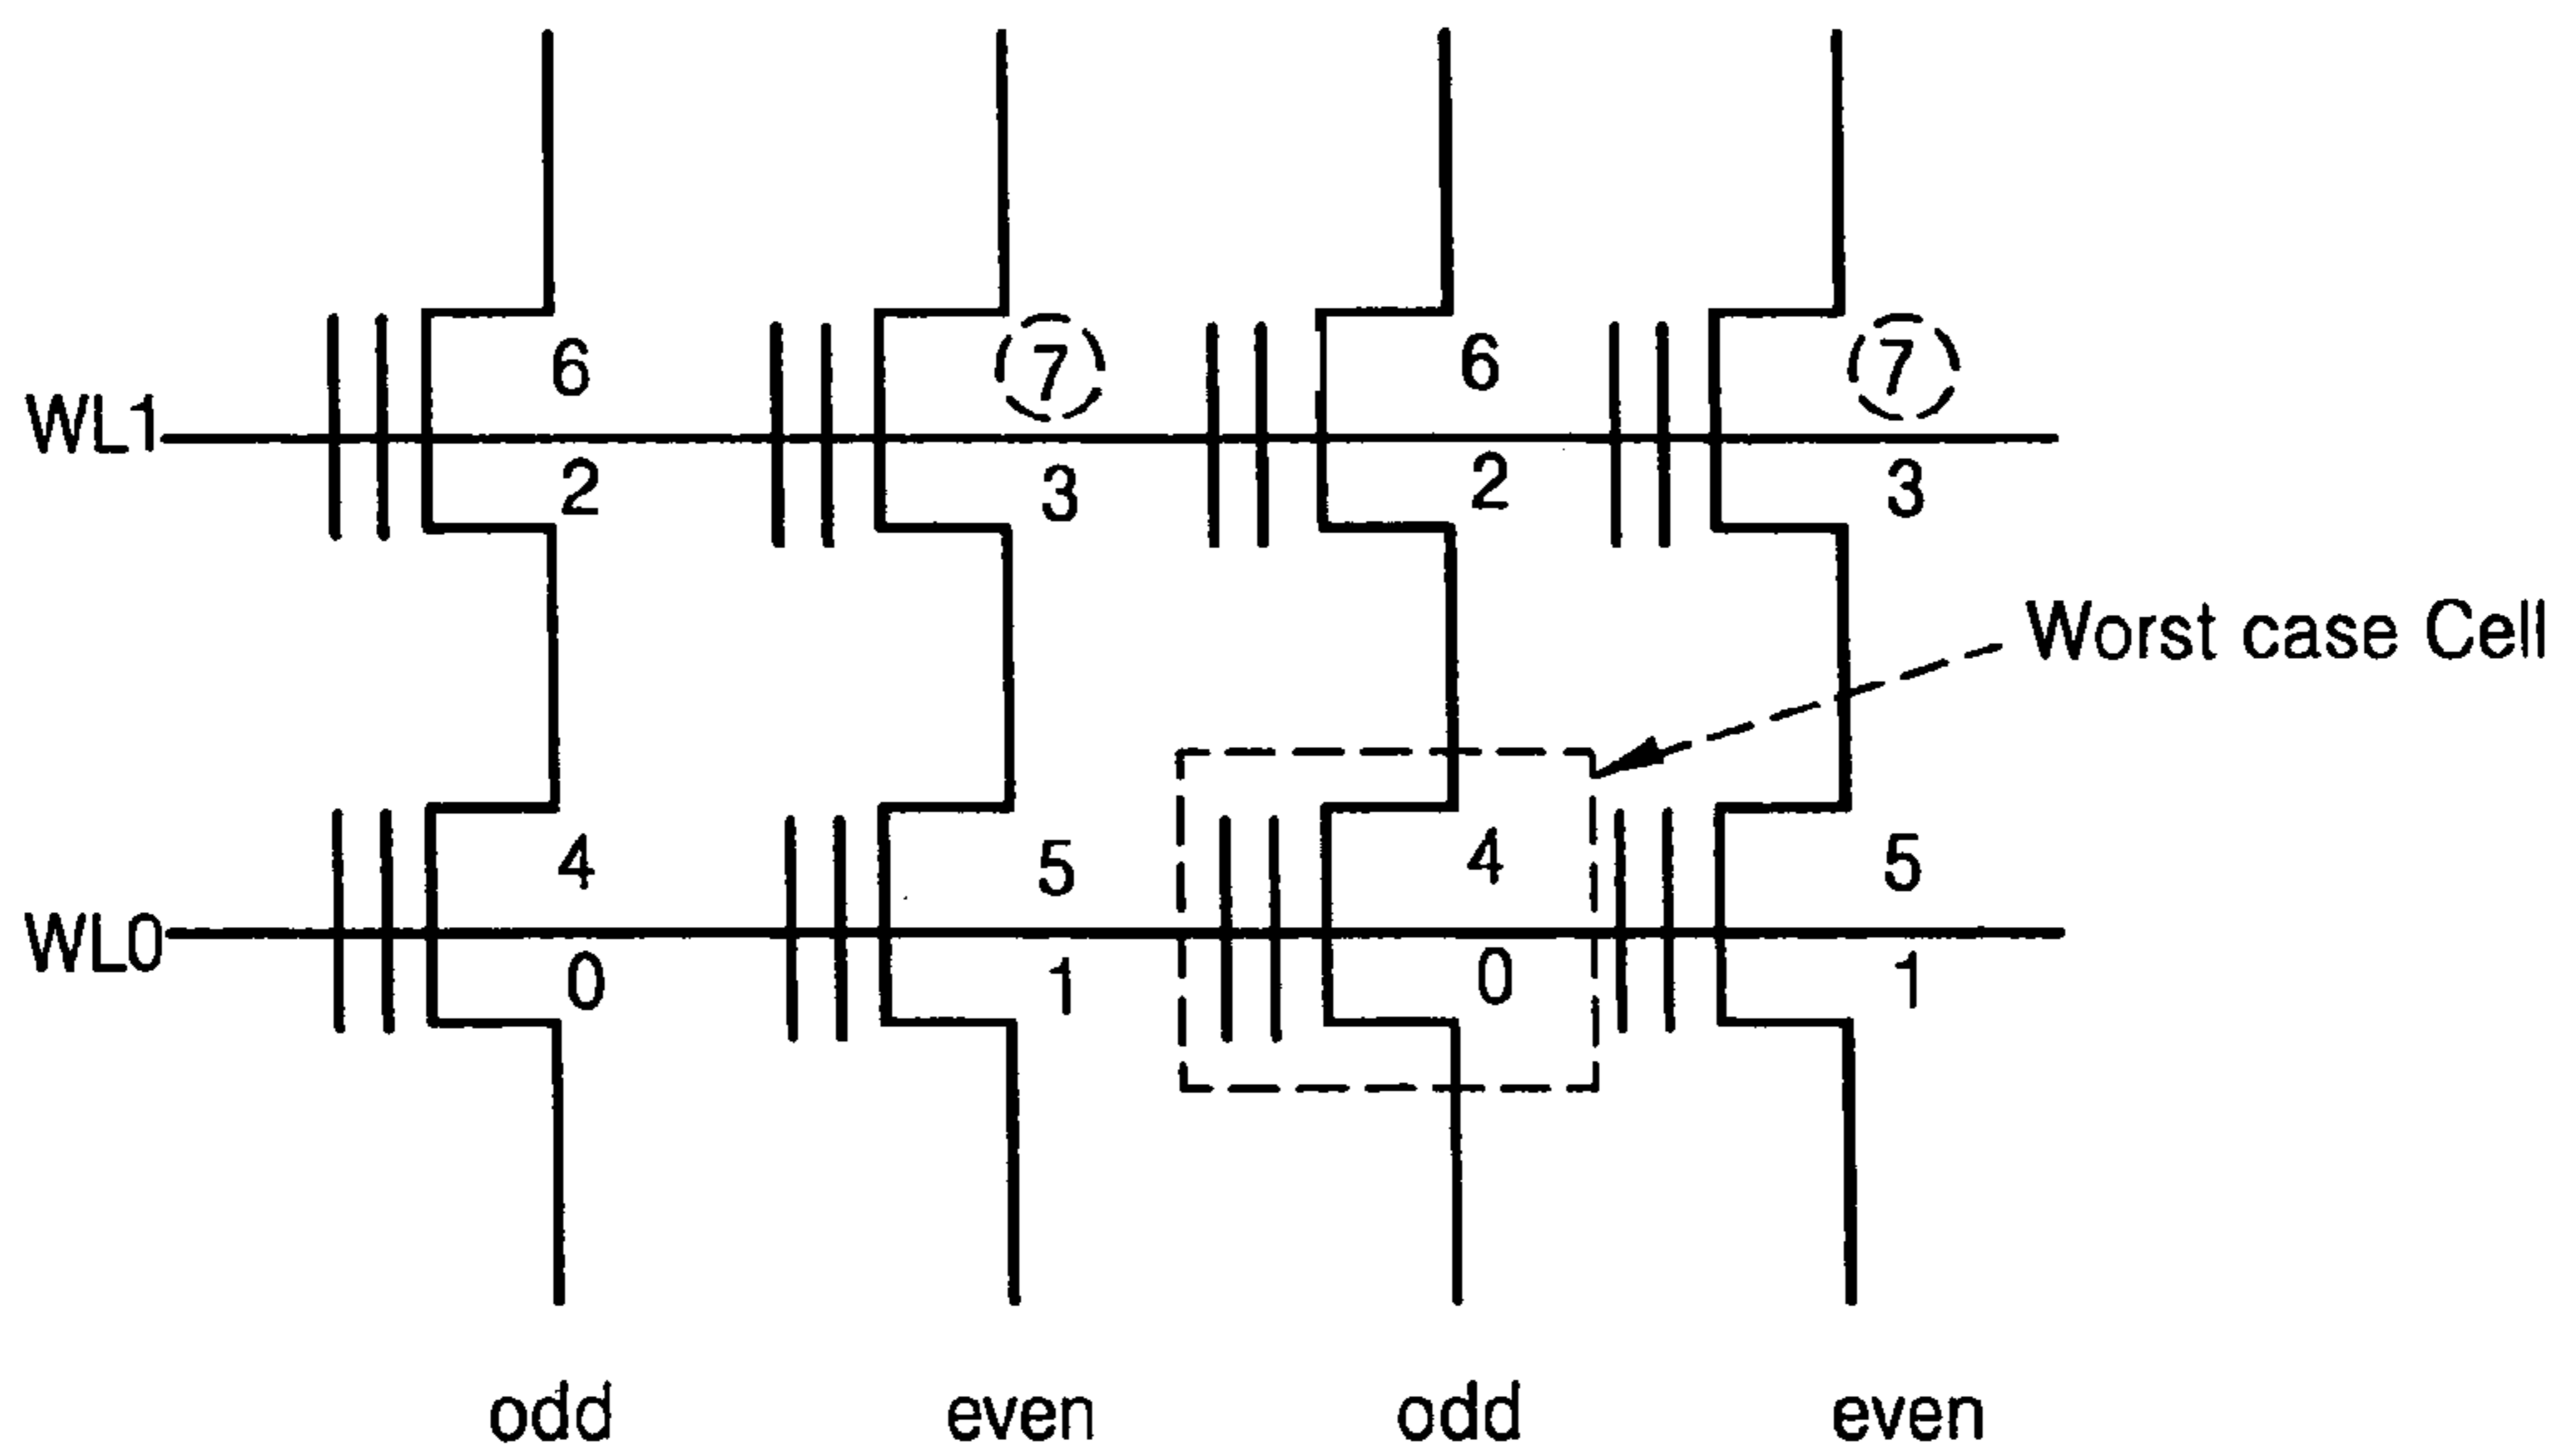 6 7 6 7
WL1
2 3 2 3
Worst case Cell
4 5 4 5
WL0
0 1 0 1
odd even odd even